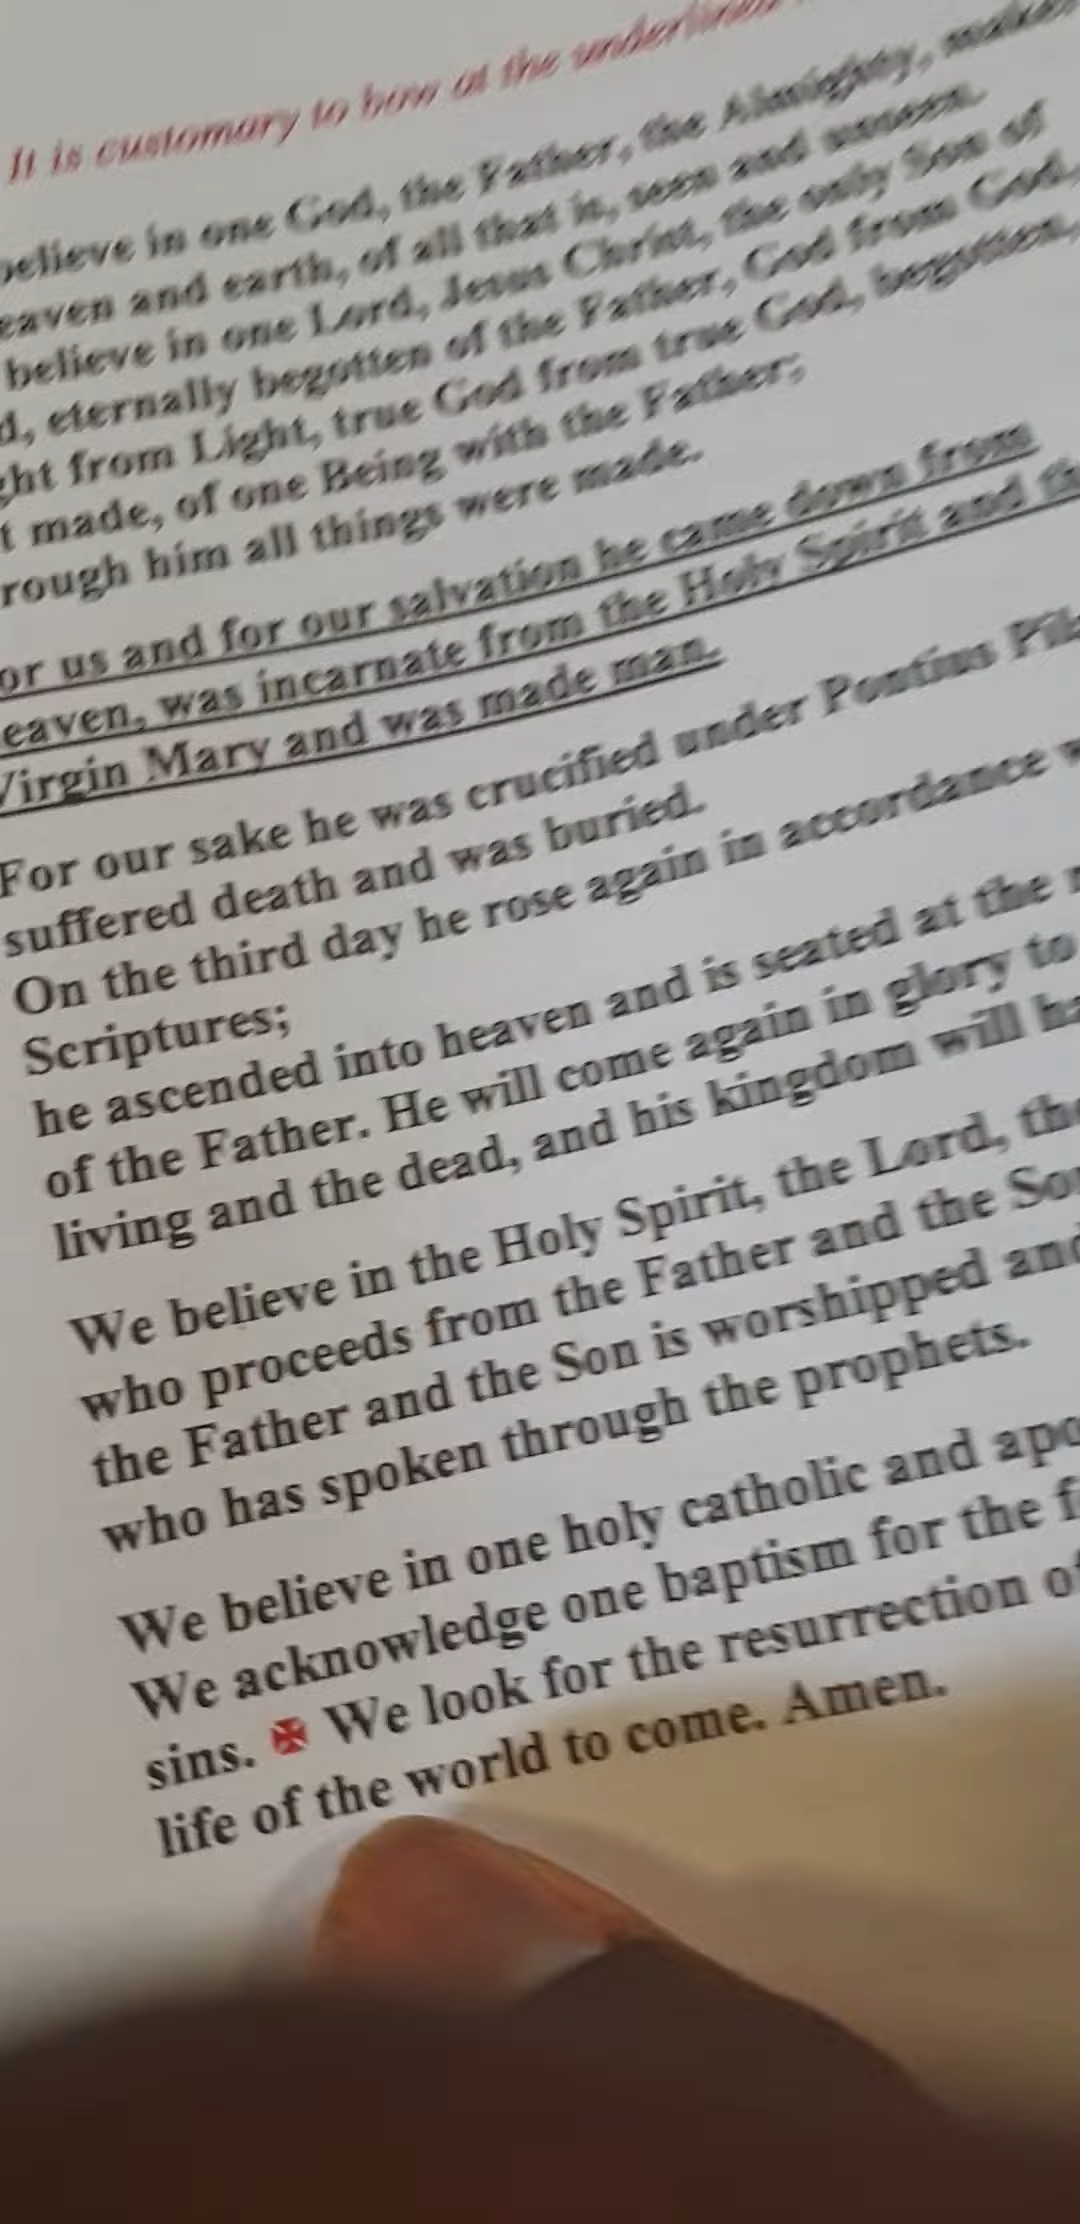 It is customary to bow at the underlined
believe in one God, the Father, the Almighty, maker
eaven and earth, of all that is, seen and unseen.
believe in one Lord, Jesus Christ, the only Son of
d, eternally begotten of the Father, God from God,
ght from Light, true God from true God, begotten,
t made, of one Being with the Father;
rough him all things were made.
or us and for our salvation he came down from
eaven, was incarnate from the Holy Spirit and th
Virgin Mary and was made man.
For our sake he was crucified under Pontius Pila
suffered death and was buried.
On the third day he rose again in accordance w
Scriptures;
he ascended into heaven and is seated at the r
of the Father. He will come again in glory to
living and the dead, and his kingdom will ha
We believe in the Holy Spirit, the Lord, the
who proceeds from the Father and the Son
the Father and the Son is worshipped and
who has spoken through the prophets.
We believe in one holy catholic and apo
We acknowledge one baptism for the f
sins. ✠ We look for the resurrection of
life of the world to come. Amen.